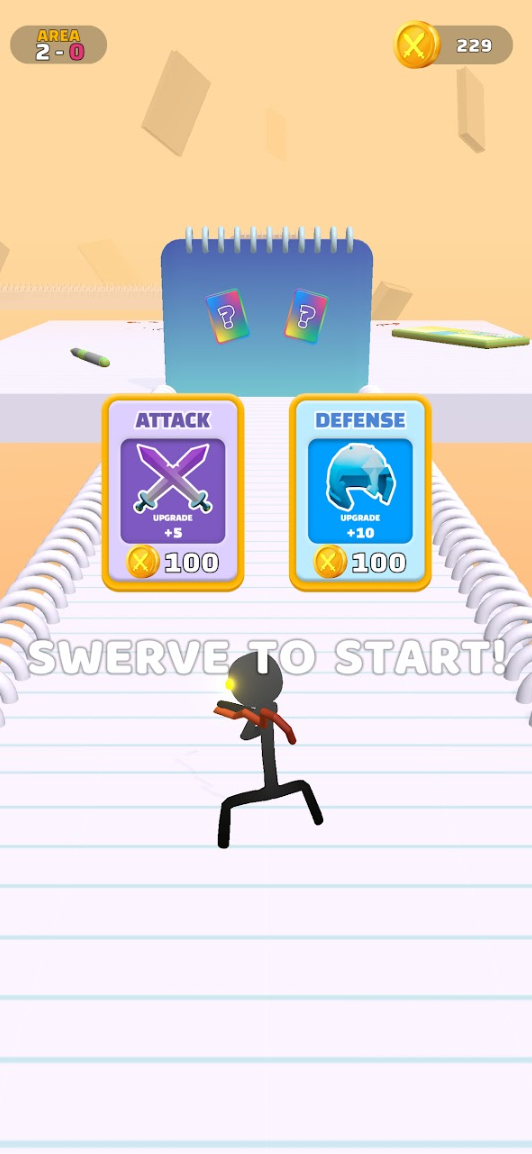 AREA
2 - 0
229
?
?
ATTACK
UPGRADE
+5
100
DEFENSE
UPGRADE
+10
100
SWERVE TO START!